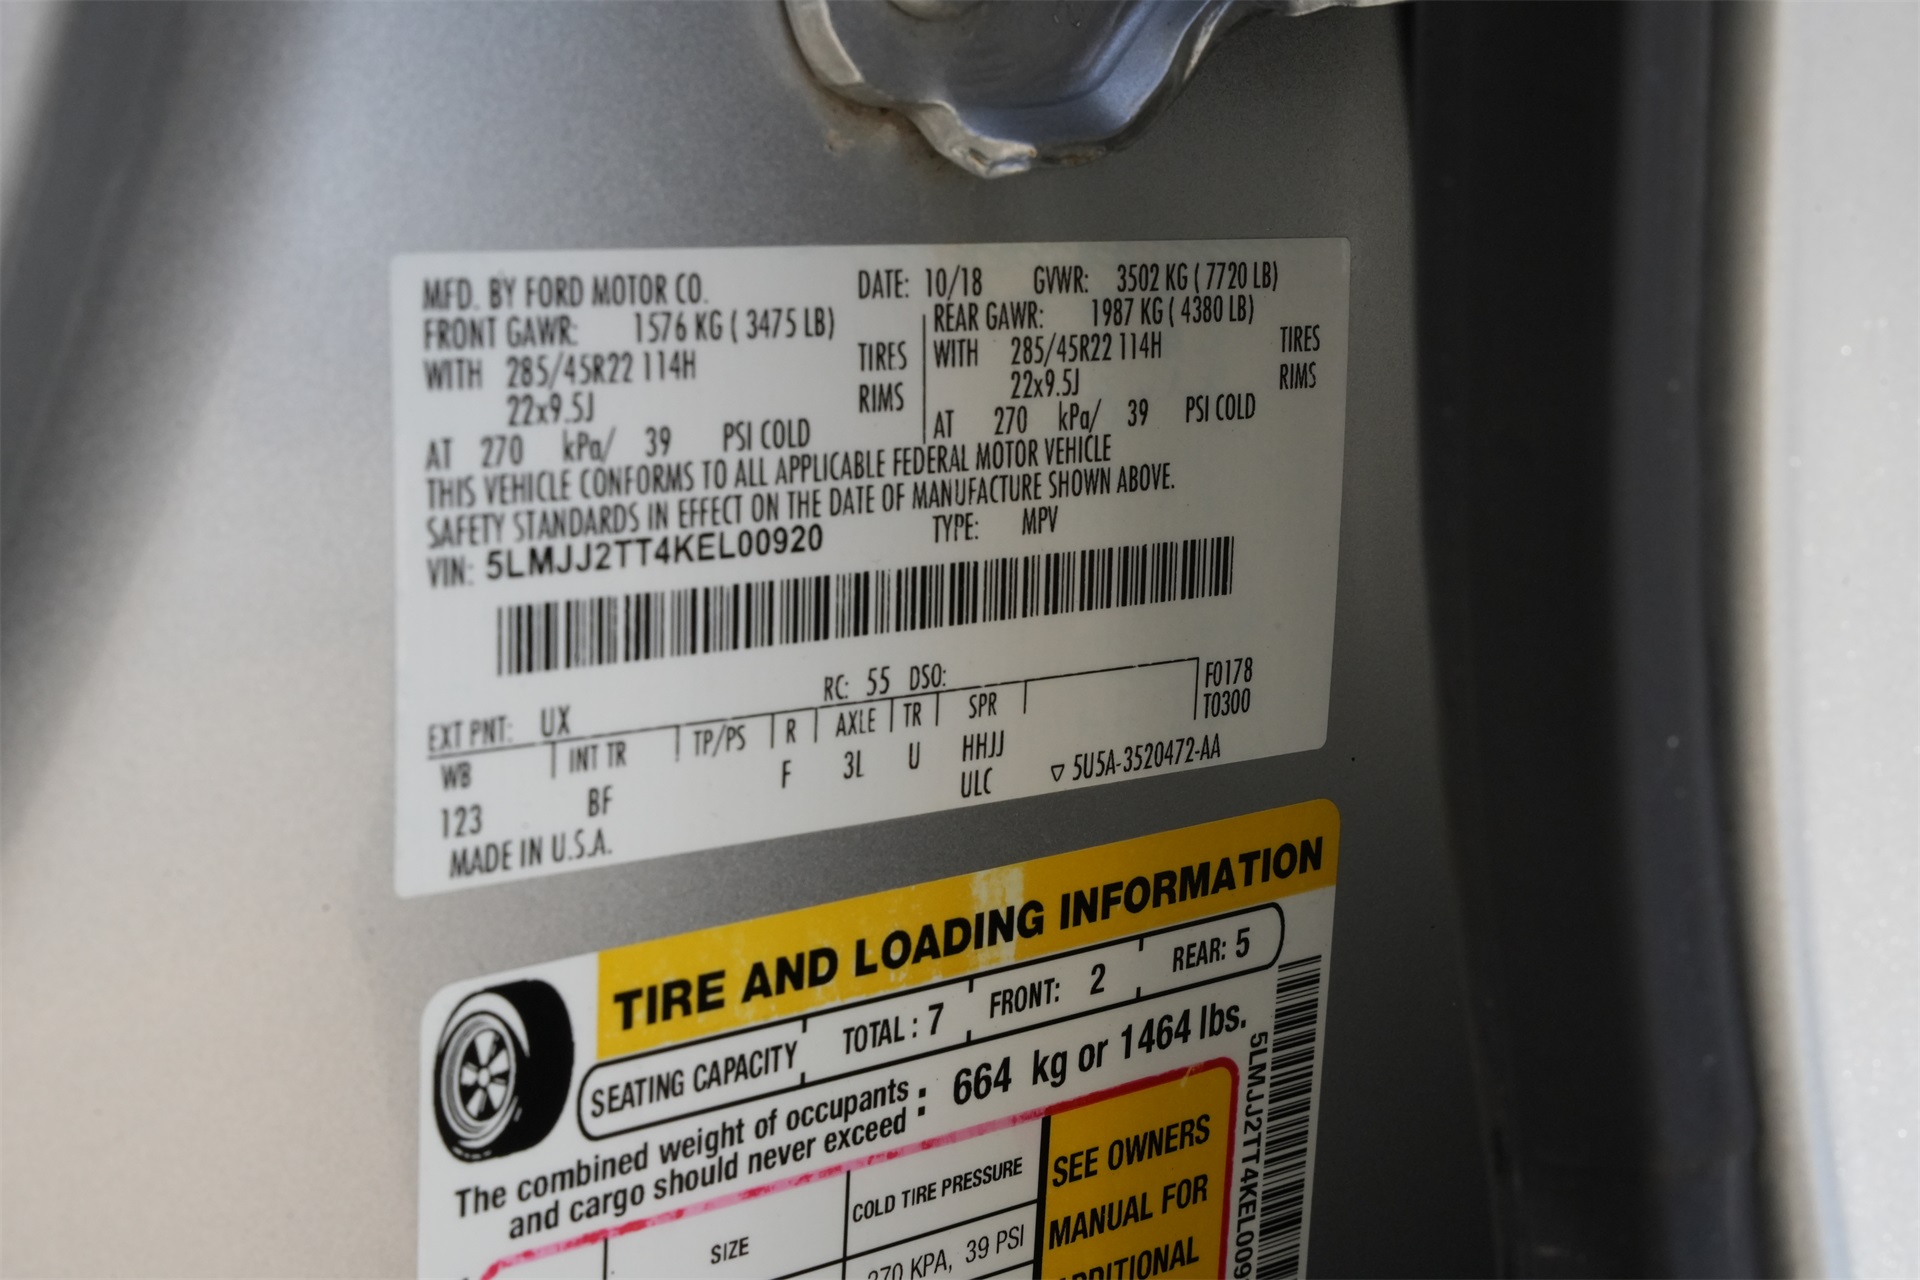 MFD. BY FORD MOTOR CO. DATE: 10/18 GVWR: 3502 KG ( 7720 LB)
FRONT GAWR: 1576 KG ( 3475 LB) REAR GAWR: 1987 KG ( 4380 LB)
WITH 285/45R22 114H TIRES WITH 285/45R22 114H TIRES
22x9.5J RIMS 22x9.5J RIMS
AT 270 kPa/ 39 PSI COLD AT 270 kPa/ 39 PSI COLD
THIS VEHICLE CONFORMS TO ALL APPLICABLE FEDERAL MOTOR VEHICLE
SAFETY STANDARDS IN EFFECT ON THE DATE OF MANUFACTURE SHOWN ABOVE.
VIN: 5LMJJ2TT4KEL00920 TYPE: MPV
EXT PNT: UX RC: 55 DSO: F0178
WB INT TR TP/PS R AXLE TR SPR T0300
123 BF F 3L U HHJJ
ULC ▽ 5U5A-3520472-AA
MADE IN U.S.A.
TIRE AND LOADING INFORMATION
SEATING CAPACITY TOTAL : 7 FRONT: 2 REAR: 5
The combined weight of occupants
and cargo should never exceed : 664 kg or 1464 lbs.
SIZE COLD TIRE PRESSURE SEE OWNERS
MANUAL FOR
KPA, 39 PSI
5LMJJ2TT4KEL009